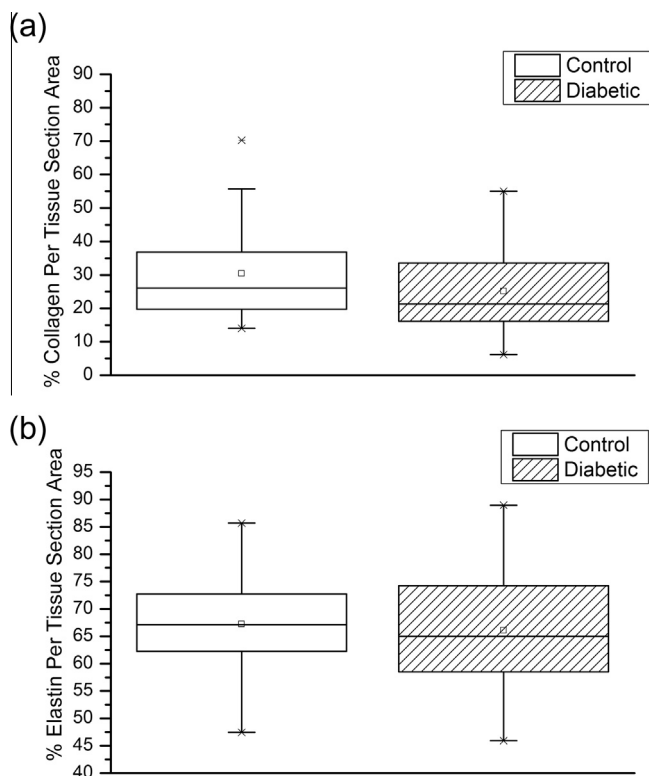 (a)
Control
Diabetic
% Collagen Per Tissue Section Area
90
80
70
60
50
40
30
20
10
0
(b)
Control
Diabetic
% Elastin Per Tissue Section Area
95
90
85
80
75
70
65
60
55
50
45
40